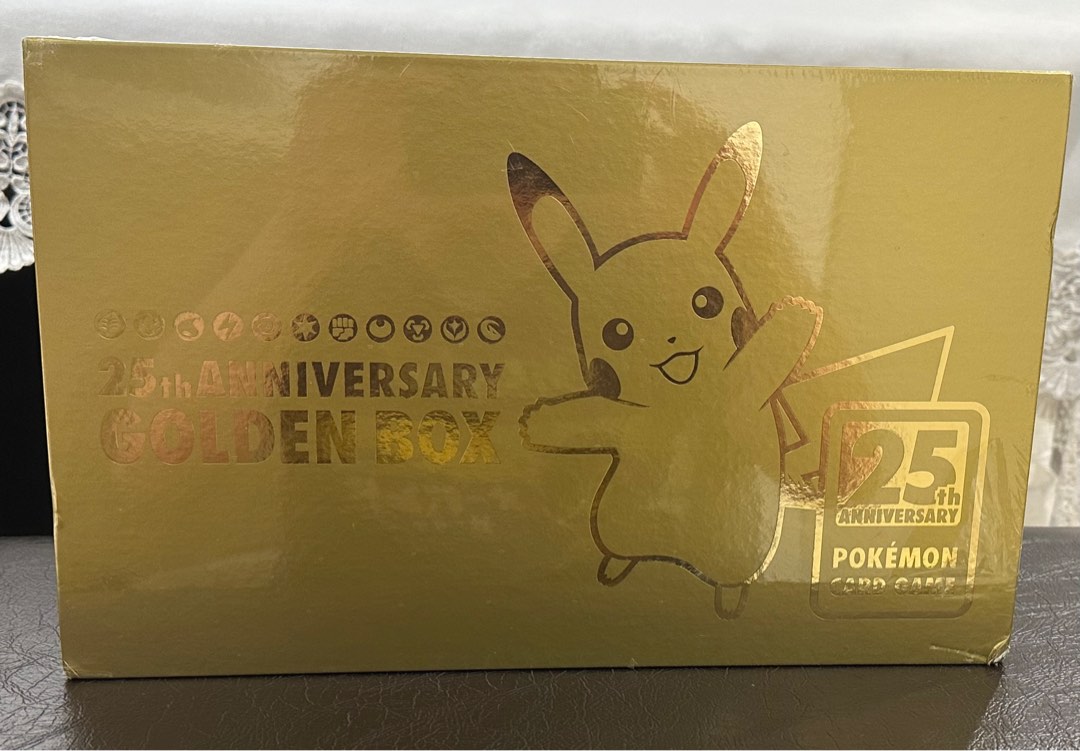 25th ANNIVERSARY
GOLDEN BOX
25th
ANNIVERSARY
POKÉMON
CARD GAME